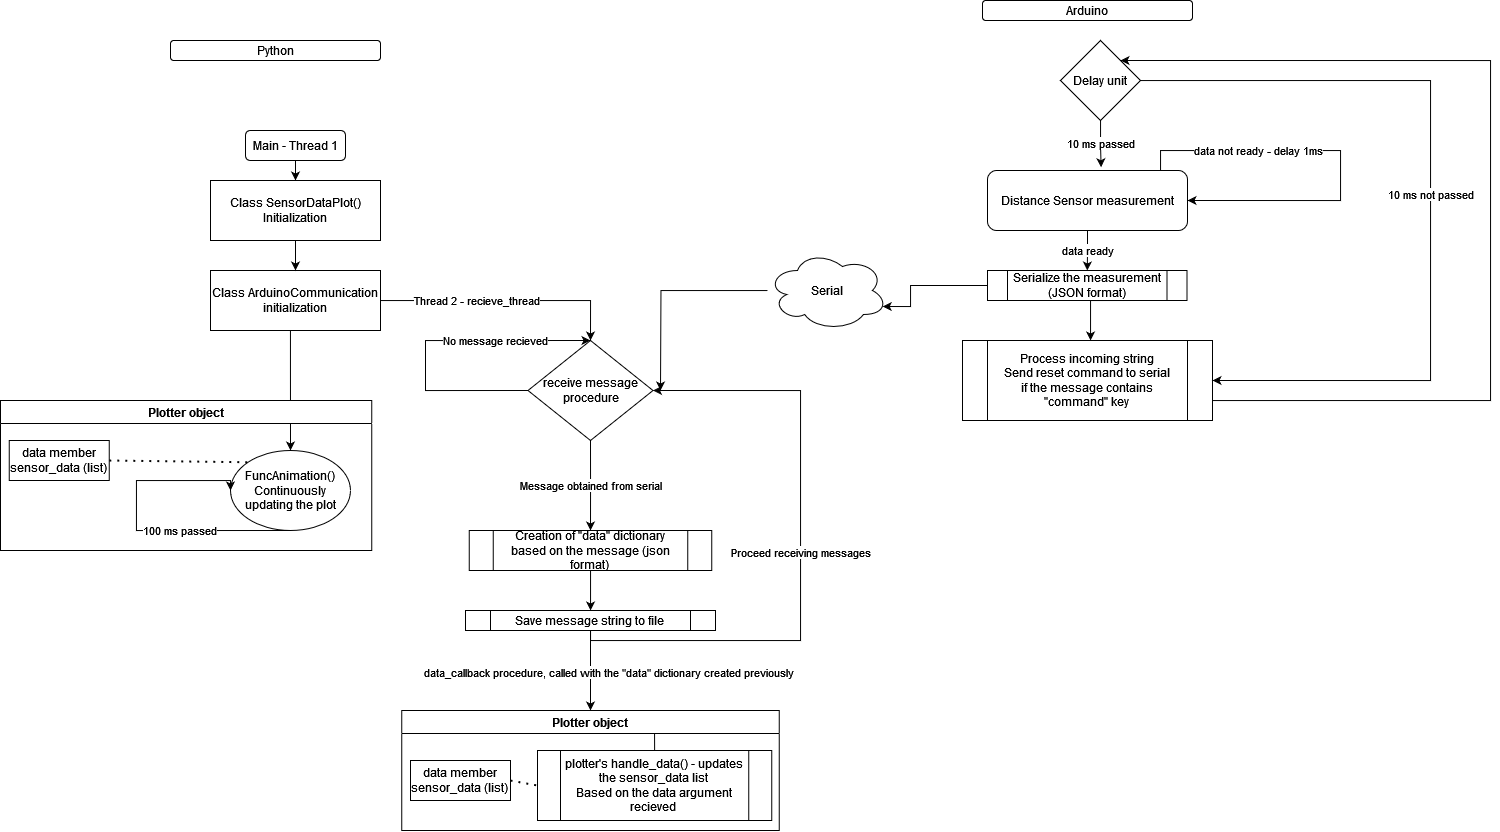 Arduino
Python
Delay unit
Main - Thread 1
10 ms passed
data not ready - delay 1ms
10 ms not passed
Class SensorDataPlot()
Initialization
Distance Sensor measurement
data ready
Class ArduinoCommunication
initialization
Thread 2 - recieve_thread
Serial
Serialize the measurement
(JSON format)
No message recieved
receive message
procedure
Process incoming string
Send reset command to serial
if the message contains
"command" key
Plotter object
data member
sensor_data (list)
FuncAnimation()
Continuously
updating the plot
100 ms passed
Message obtained from serial
Creation of "data" dictionary
based on the message (json
format)
Proceed receiving messages
Save message string to file
data_callback procedure, called with the "data" dictionary created previously
Plotter object
data member
sensor_data (list)
plotter's handle_data() - updates
the sensor_data list
Based on the data argument
recieved